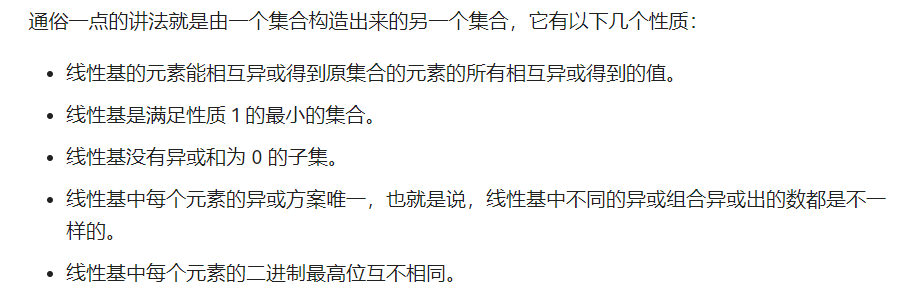 通俗一点的讲法就是由一个集合构造出来的另一个集合，它有以下几个性质：
• 线性基的元素能相互异或得到原集合的元素的所有相互异或得到的值。
• 线性基是满足性质 1 的最小的集合。
• 线性基没有异或和为 0 的子集。
• 线性基中每个元素的异或方案唯一，也就是说，线性基中不同的异或组合异或出的数都是不一
样的。
• 线性基中每个元素的二进制最高位互不相同。